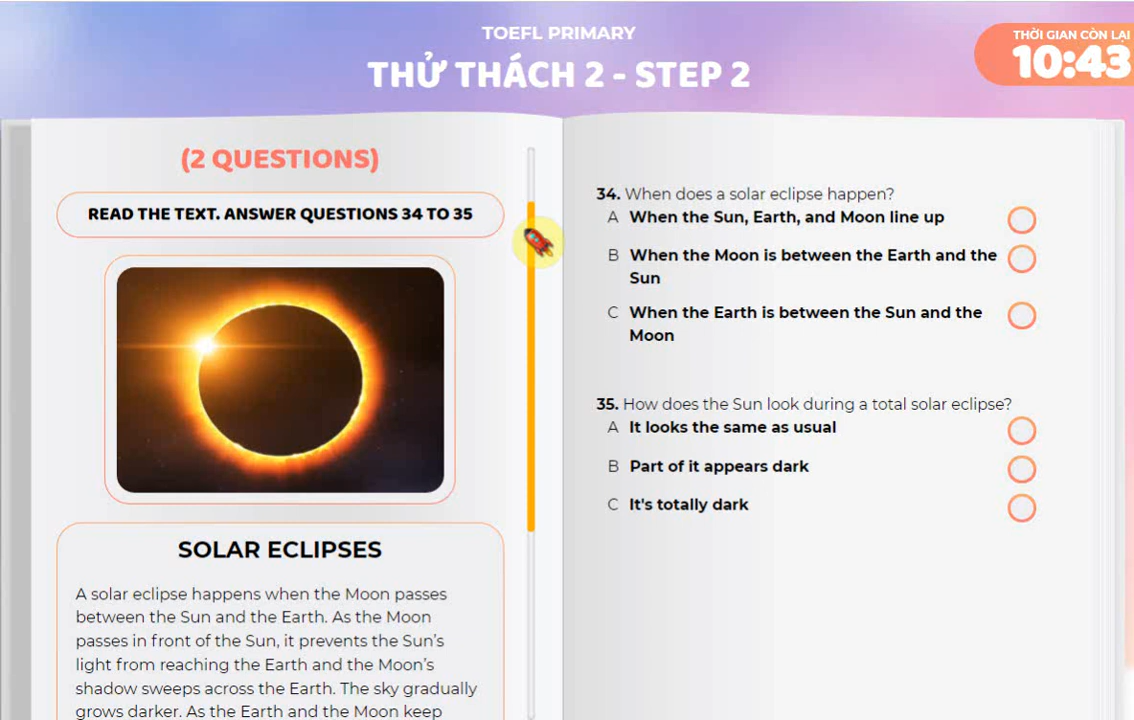 TOEFL PRIMARY
THỬ THÁCH 2 - STEP 2
THỜI GIAN CÒN LẠI
10:43
(2 QUESTIONS)
READ THE TEXT. ANSWER QUESTIONS 34 TO 35
SOLAR ECLIPSES
A solar eclipse happens when the Moon passes
between the Sun and the Earth. As the Moon
passes in front of the Sun, it prevents the Sun's
light from reaching the Earth and the Moon's
shadow sweeps across the Earth. The sky gradually
grows darker. As the Earth and the Moon keep
34. When does a solar eclipse happen?
A When the Sun, Earth, and Moon line up
B When the Moon is between the Earth and the
Sun
C When the Earth is between the Sun and the
Moon
35. How does the Sun look during a total solar eclipse?
A It looks the same as usual
B Part of it appears dark
C It's totally dark